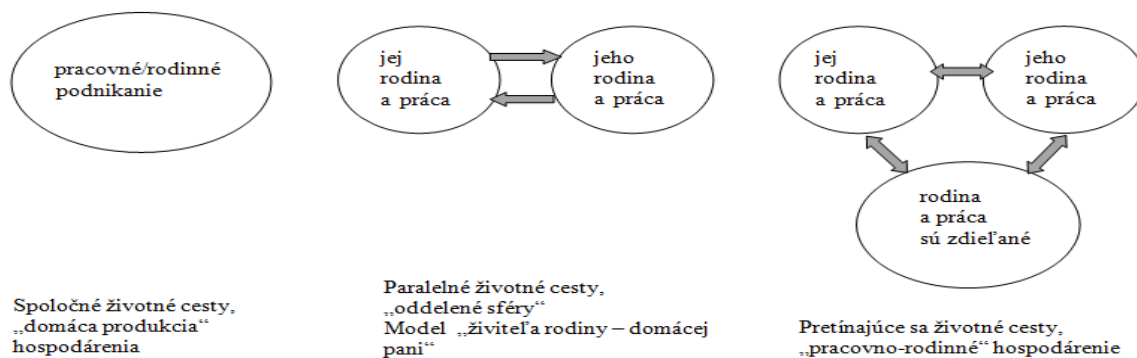 pracovné/rodinné
podnikanie
jej
rodina
a práca
jeho
rodina
a práca
jej
rodina
a práca
jeho
rodina
a práca
rodina
a práca
sú zdieľané
Spoločné životné cesty,
„domáca produkcia“
hospodárenia
Paralelné životné cesty,
„oddelené sféry“
Model „živiteľa rodiny – domácej
pani“
Pretínajúce sa životné cesty,
„pracovno-rodinné“ hospodárenie